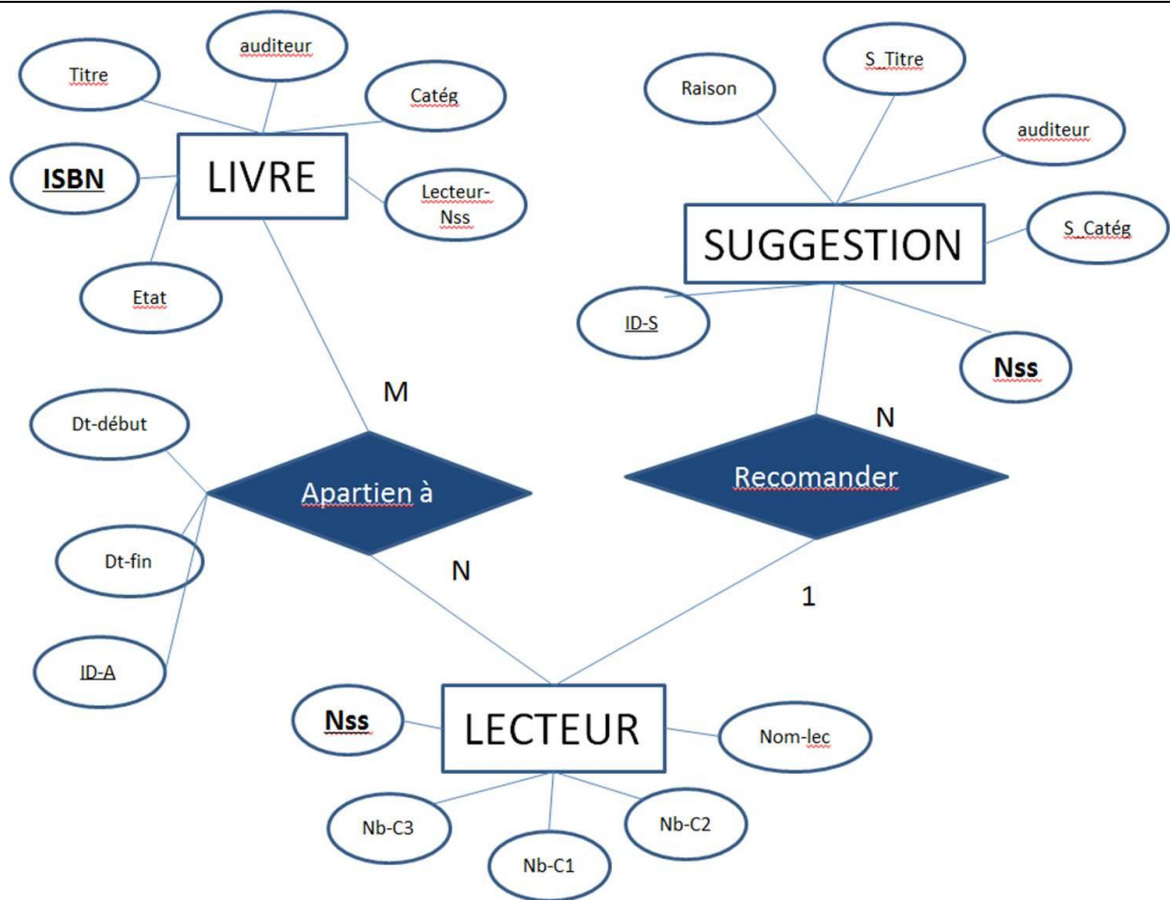 auditeur
Titre
Catég
ISBN
LIVRE
Lecteur-
Nss
Etat
S_Titre
Raison
auditeur
S_Catég
SUGGESTION
ID-S
Nss
M
N
Dt-début
Apartien à
Recomander
Dt-fin
N
1
ID-A
Nss
LECTEUR
Nom-lec
Nb-C3
Nb-C1
Nb-C2